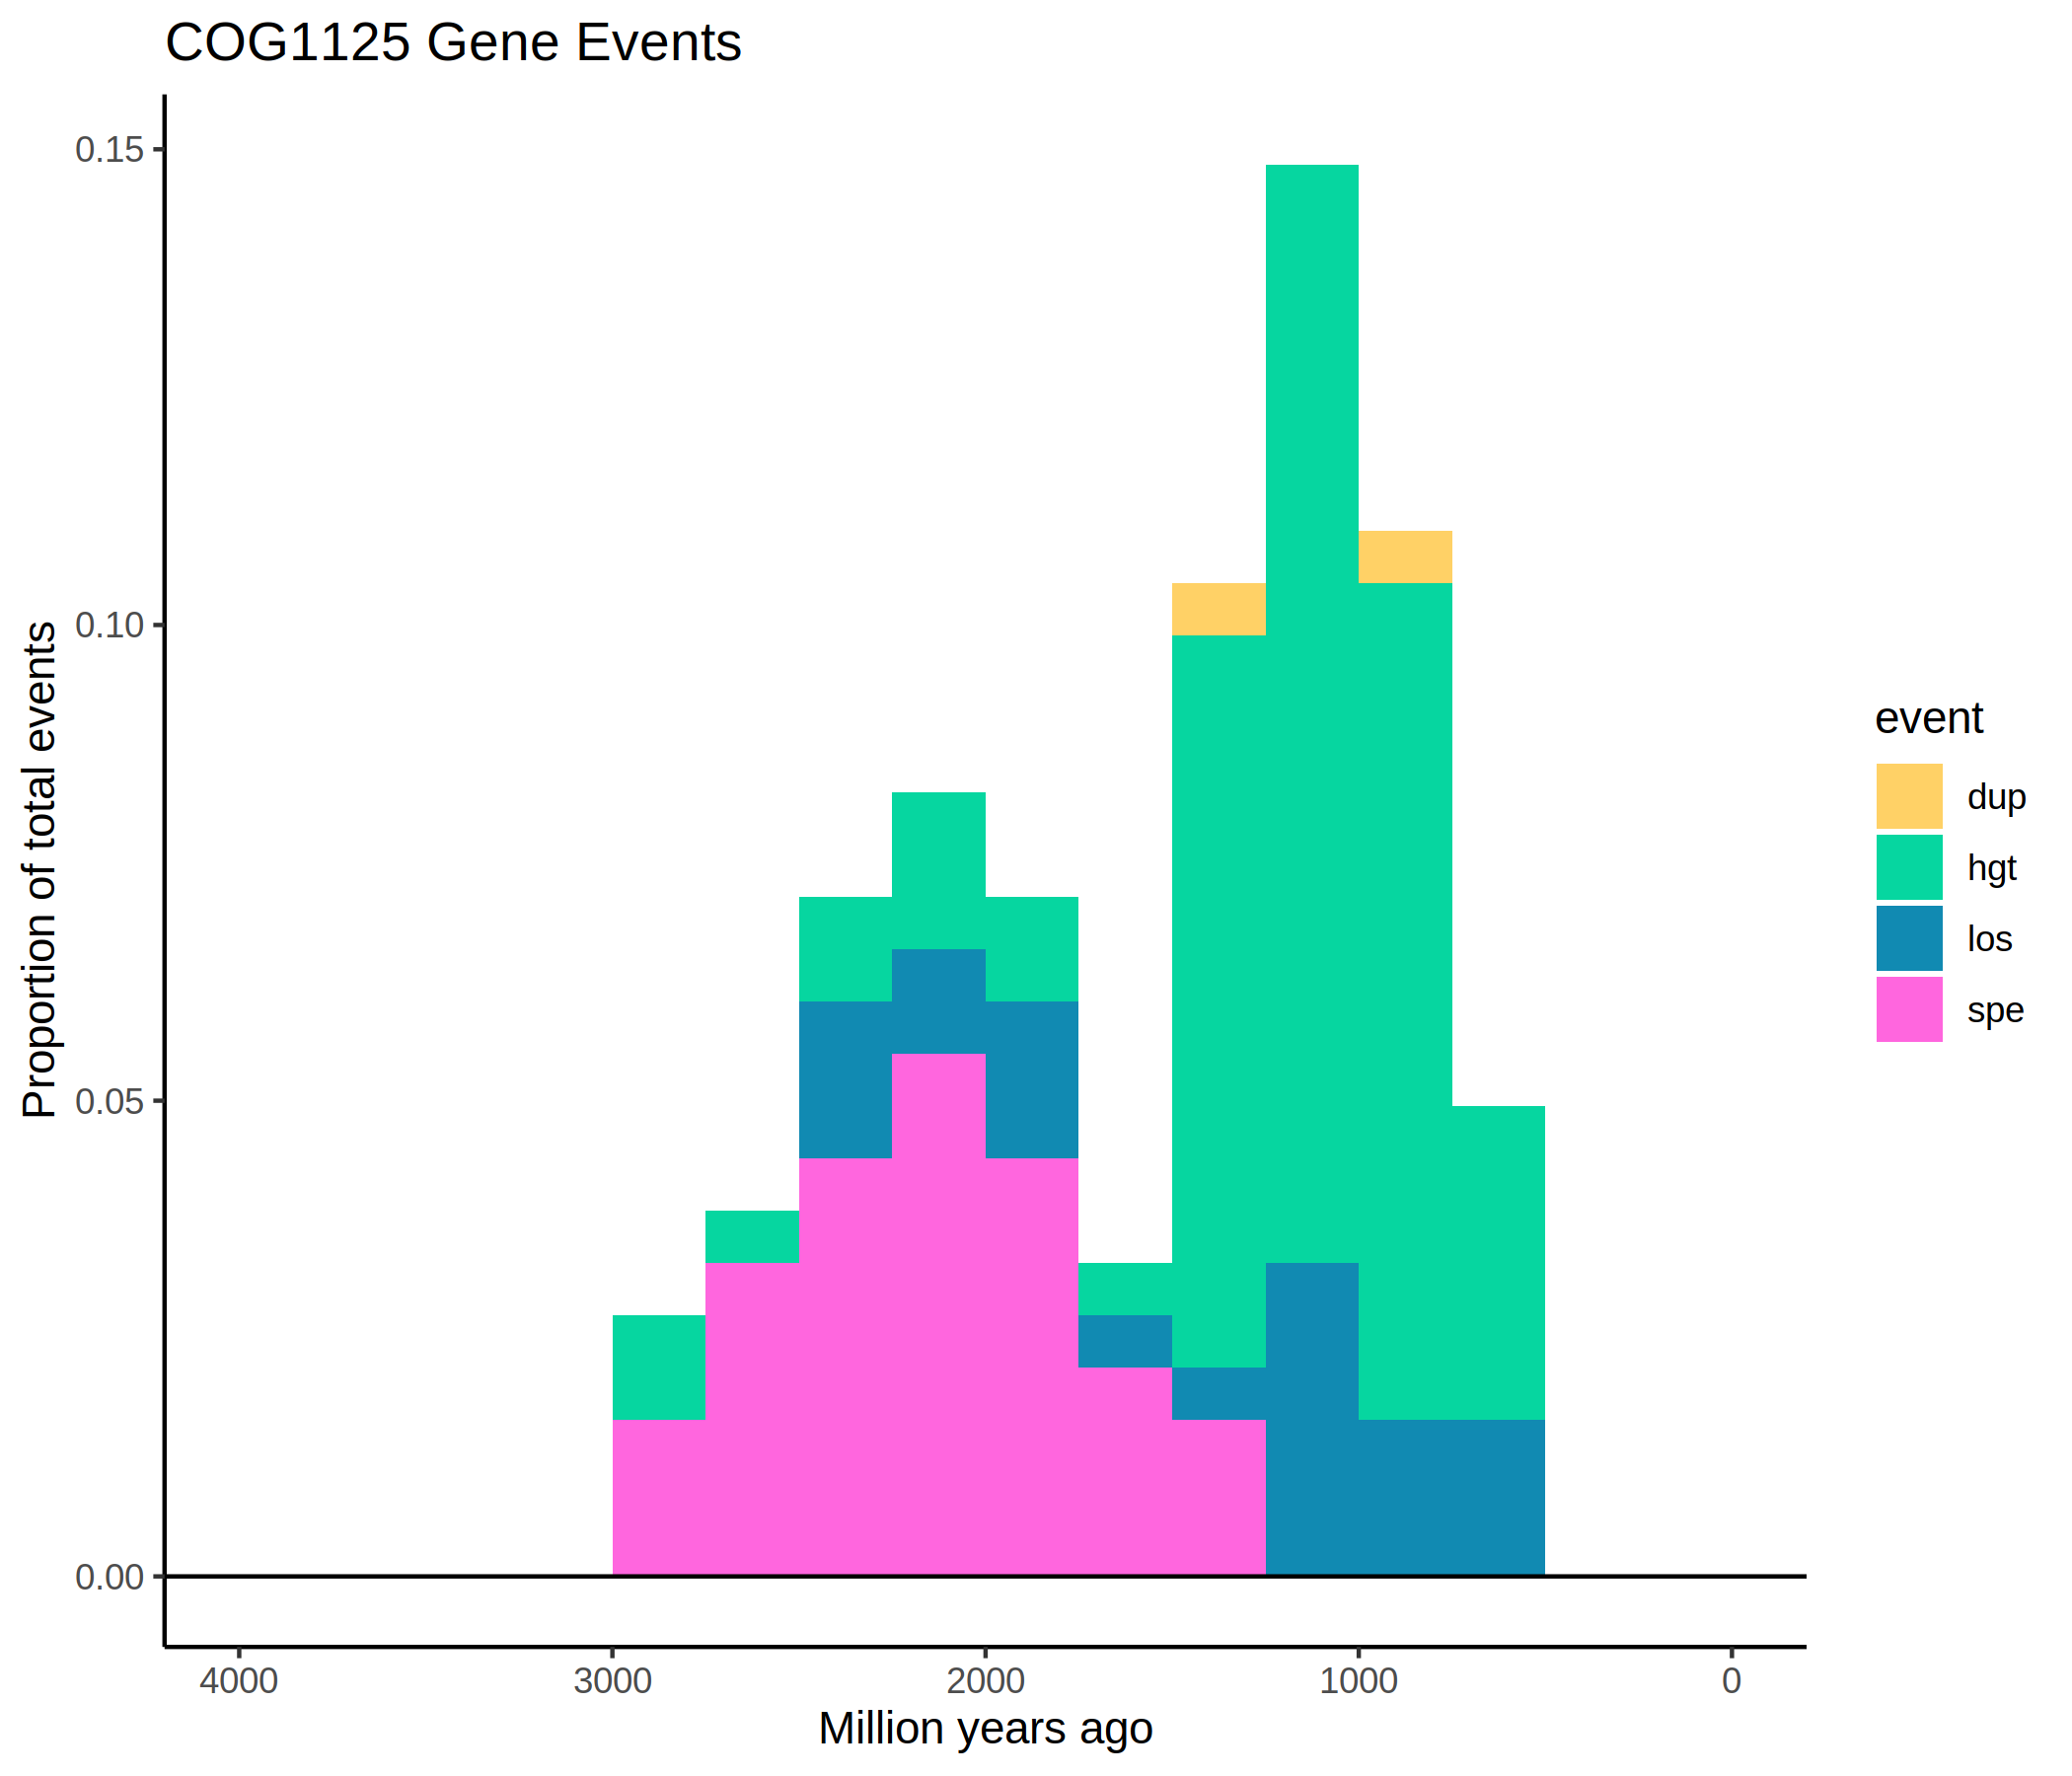 COG1125 Gene Events
Proportion of total events
0.15
0.10
0.05
0.00
4000 3000 2000 1000 0
Million years ago
event
dup
hgt
los
spe